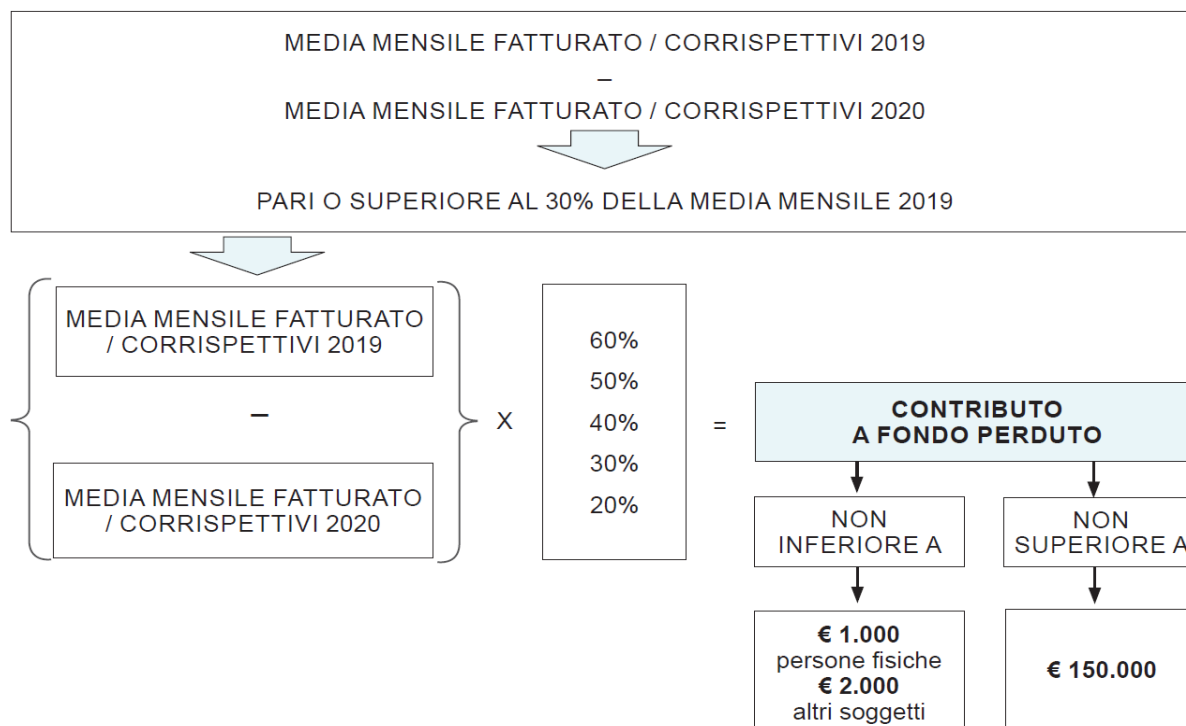 MEDIA MENSILE FATTURATO / CORRISPETTIVI 2019
–
MEDIA MENSILE FATTURATO / CORRISPETTIVI 2020
PARI O SUPERIORE AL 30% DELLA MEDIA MENSILE 2019
MEDIA MENSILE FATTURATO
/ CORRISPETTIVI 2019
–
MEDIA MENSILE FATTURATO
/ CORRISPETTIVI 2020
X
60%
50%
40%
30%
20%
=
CONTRIBUTO
A FONDO PERDUTO
NON
INFERIORE A
€ 1.000
persone fisiche
€ 2.000
altri soggetti
NON
SUPERIORE A
€ 150.000